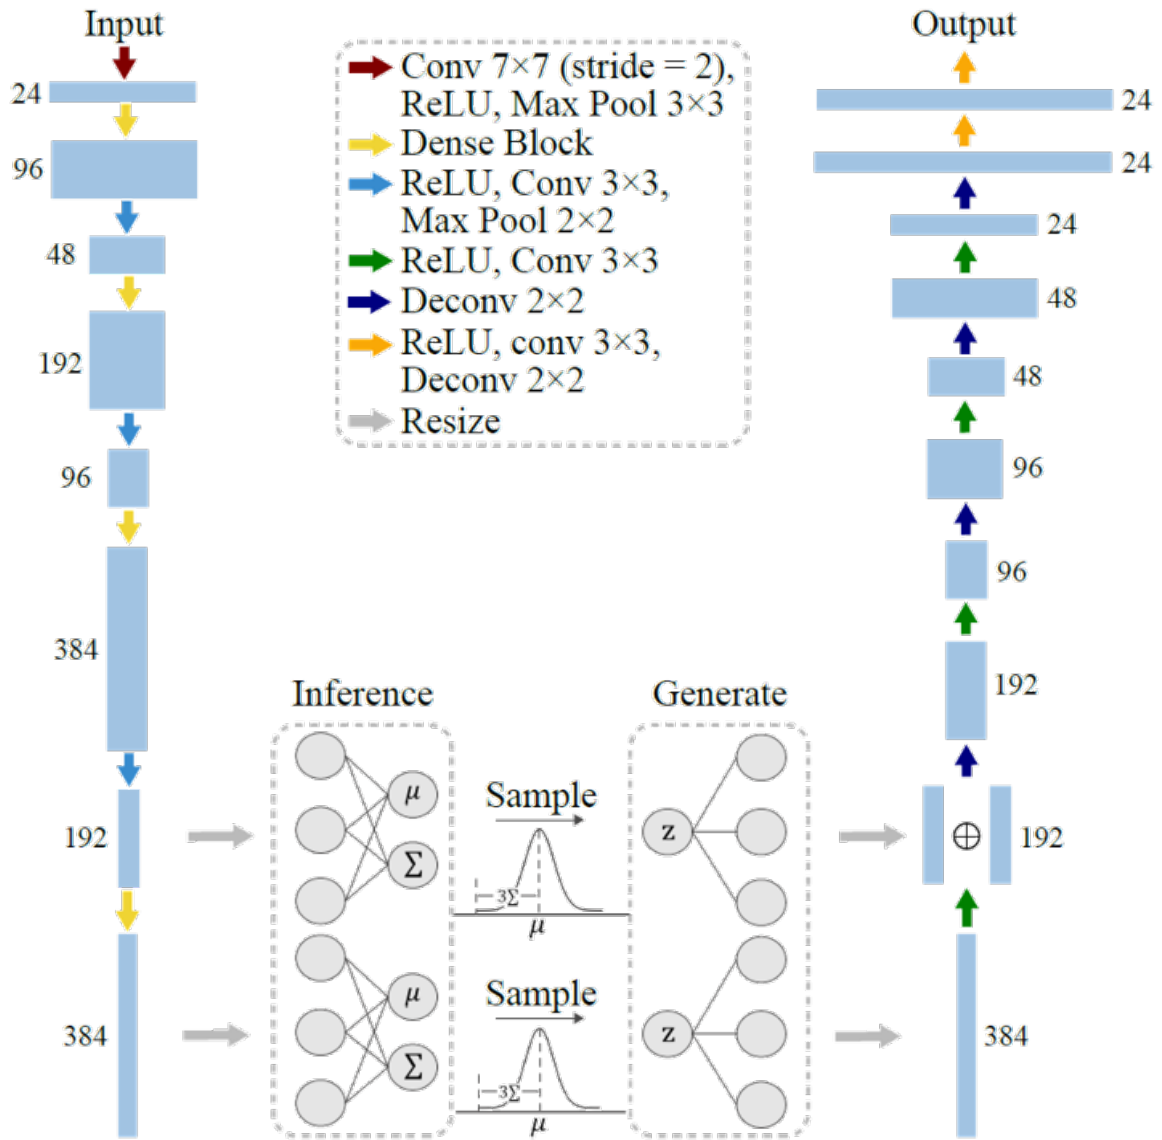 Input
Output
Conv 7×7 (stride = 2),
ReLU, Max Pool 3×3
Dense Block
ReLU, Conv 3×3,
Max Pool 2×2
ReLU, Conv 3×3
Deconv 2×2
ReLU, conv 3×3,
Deconv 2×2
Resize
24
96
48
192
96
384
192
384
Inference
μ
Σ
μ
Σ
Sample
3Σ
μ
Sample
3Σ
μ
Generate
z
z
24
24
24
48
48
96
96
192
192
384